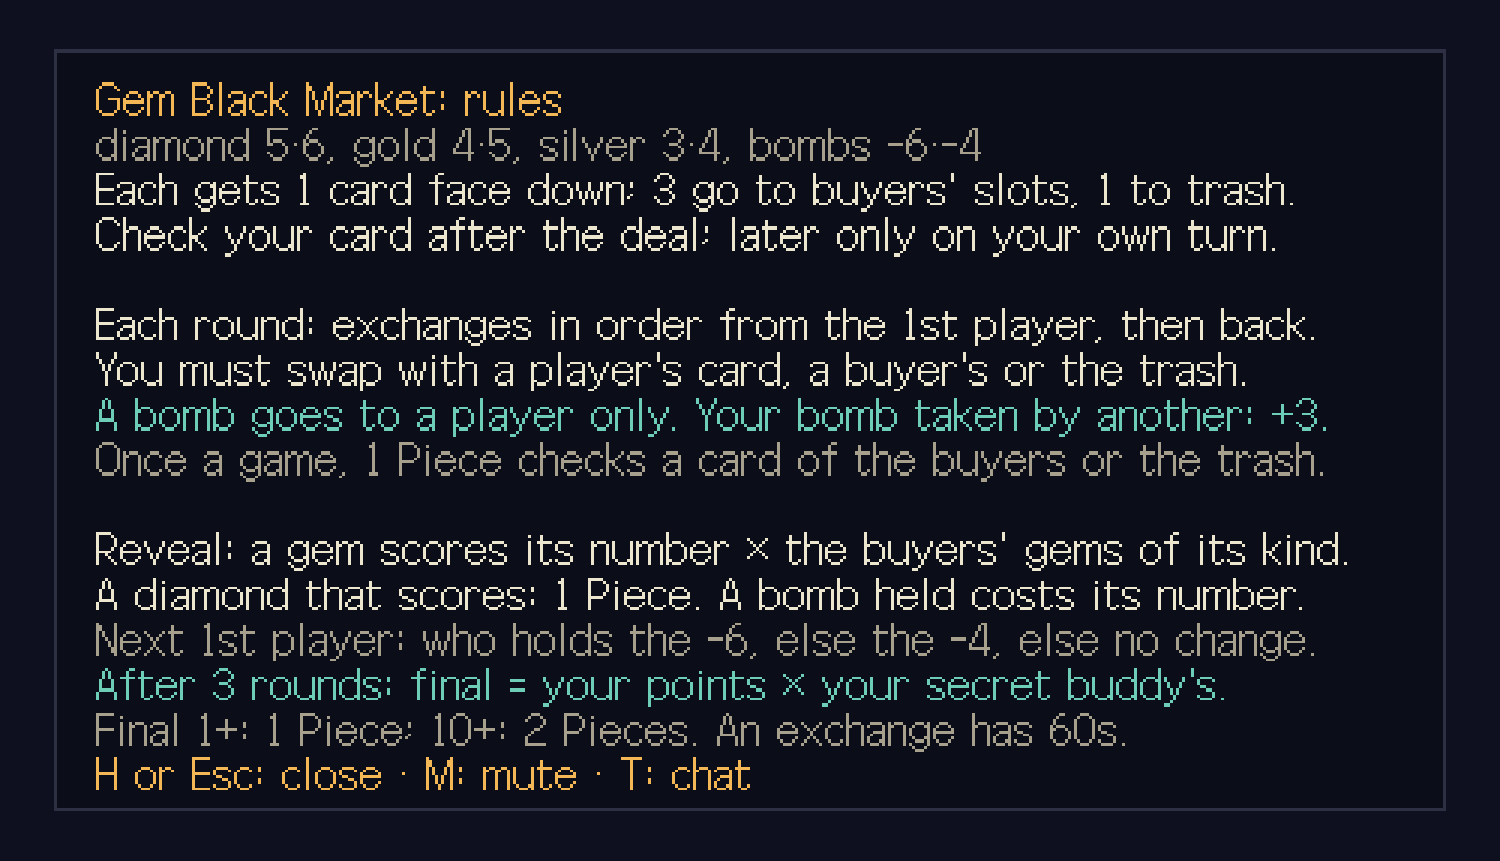 Gem Black Market: rules
diamond 5·6, gold 4·5, silver 3·4, bombs -6·-4
Each gets 1 card face down; 3 go to buyers' slots, 1 to trash.
Check your card after the deal; later only on your own turn.
Each round: exchanges in order from the 1st player, then back.
You must swap with a player's card, a buyer's or the trash.
A bomb goes to a player only. Your bomb taken by another: +3.
Once a game, 1 Piece checks a card of the buyers or the trash.
Reveal: a gem scores its number × the buyers' gems of its kind.
A diamond that scores: 1 Piece. A bomb held costs its number.
Next 1st player: who holds the -6, else the -4, else no change.
After 3 rounds: final = your points × your secret buddy's.
Final 1+: 1 Piece; 10+: 2 Pieces. An exchange has 60s.
H or Esc: close · M: mute · T: chat